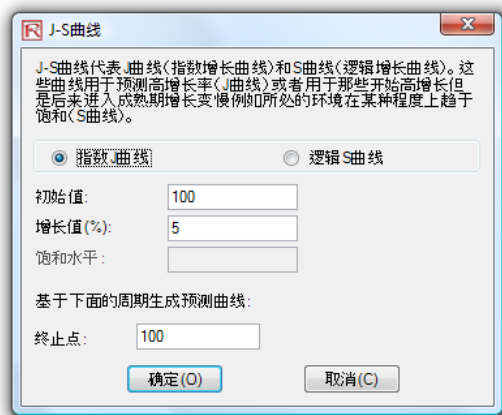 J-S曲线
J-S曲线代表J曲线(指数增长曲线)和S曲线(逻辑增长曲线)。这
些曲线用于预测高增长率(J曲线)或者用于那些开始高增长但
是后来进入成熟期增长变慢例如所处的环境在某种程度上趋于
饱和(S曲线)。
指数J曲线 逻辑S曲线
初始值: 100
增长值(%): 5
饱和水平:
基于下面的周期生成预测曲线:
终止点: 100
确定(O) 取消(C)